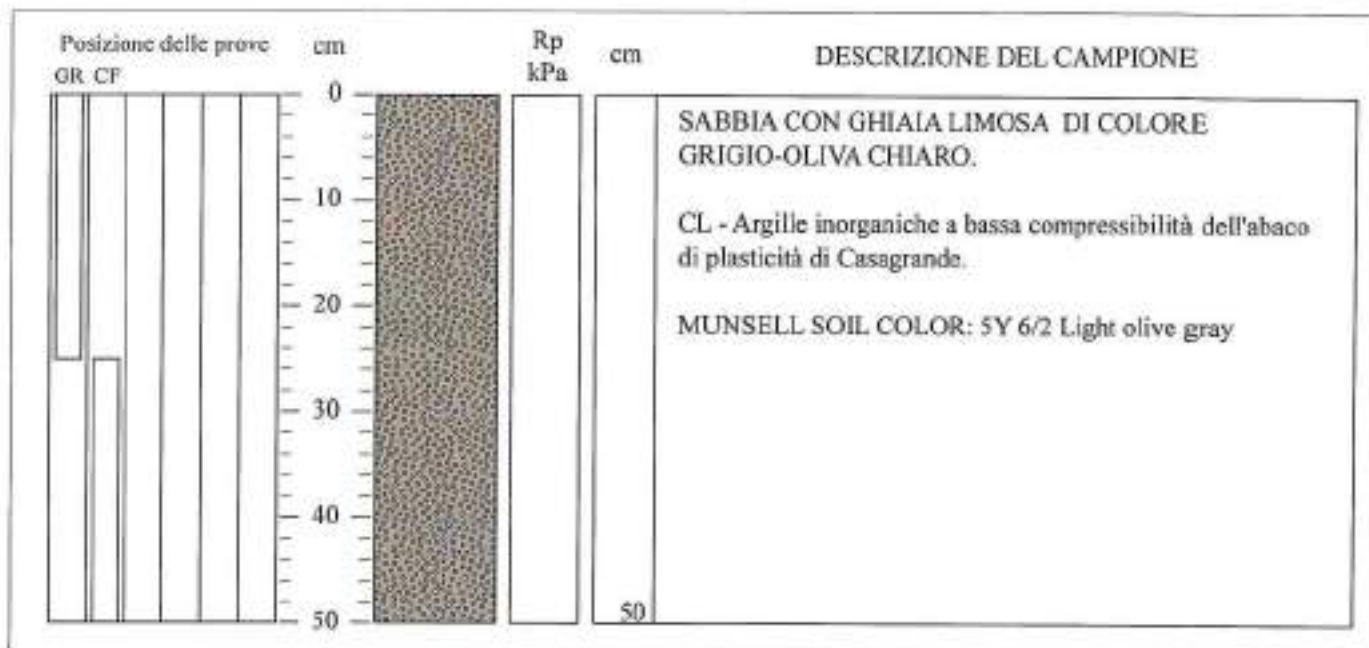 Posizione delle prove cm Rp kPa cm DESCRIZIONE DEL CAMPIONE
GR CF
0
10
20
30
40
50
50
SABBIA CON GHIAIA LIMOSA DI COLORE
GRIGIO-OLIVA CHIARO.
CL - Argille inorganiche a bassa compressibilità dell'abaco
di plasticità di Casagrande.
MUNSELL SOIL COLOR: 5Y 6/2 Light olive gray